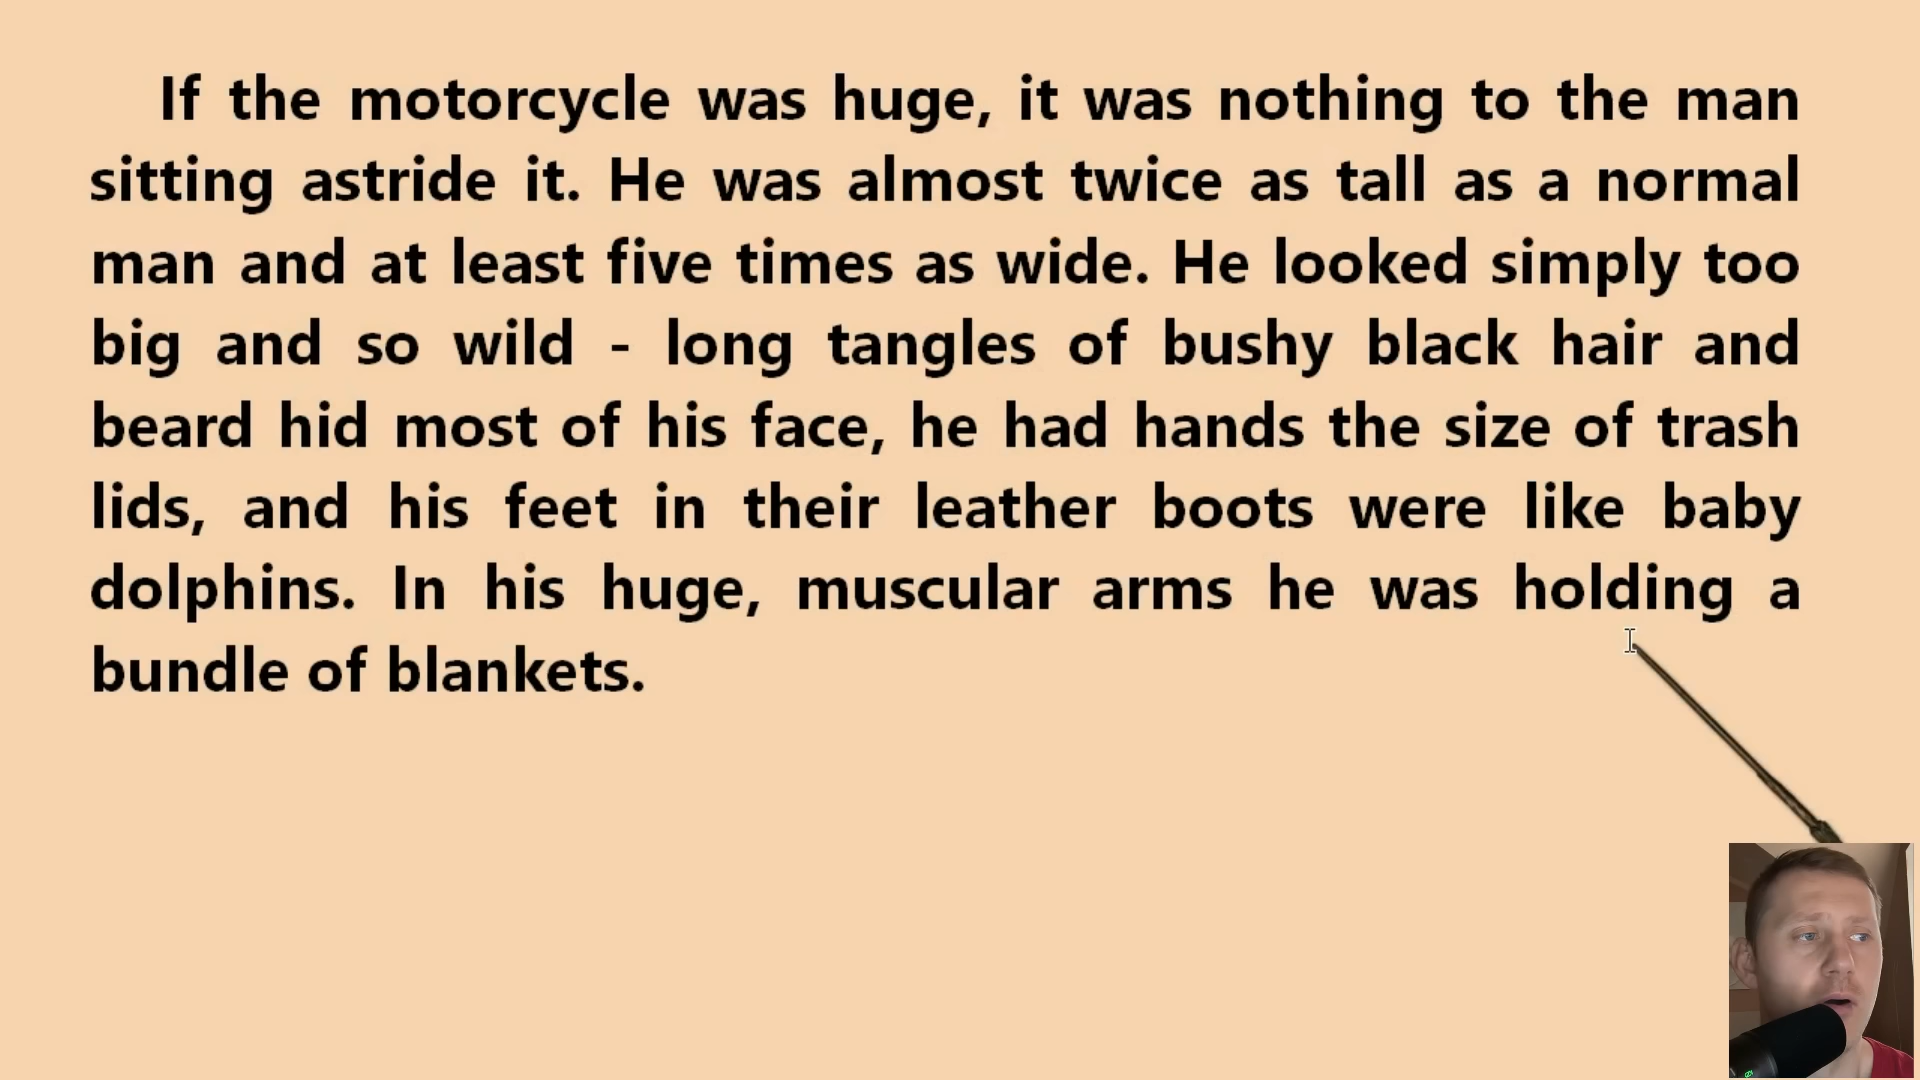 If the motorcycle was huge, it was nothing to the man
sitting astride it. He was almost twice as tall as a normal
man and at least five times as wide. He looked simply too
big and so wild - long tangles of bushy black hair and
beard hid most of his face, he had hands the size of trash
lids, and his feet in their leather boots were like baby
dolphins. In his huge, muscular arms he was holding a
bundle of blankets.